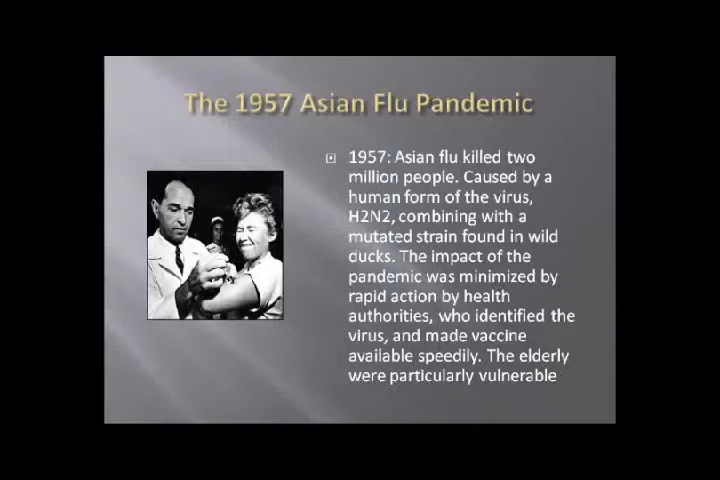 The 1957 Asian Flu Pandemic
1957: Asian flu killed two
million people. Caused by a
human form of the virus,
H2N2, combining with a
mutated strain found in wild
ducks. The impact of the
pandemic was minimized by
rapid action by health
authorities, who identified the
virus, and made vaccine
available speedily. The elderly
were particularly vulnerable